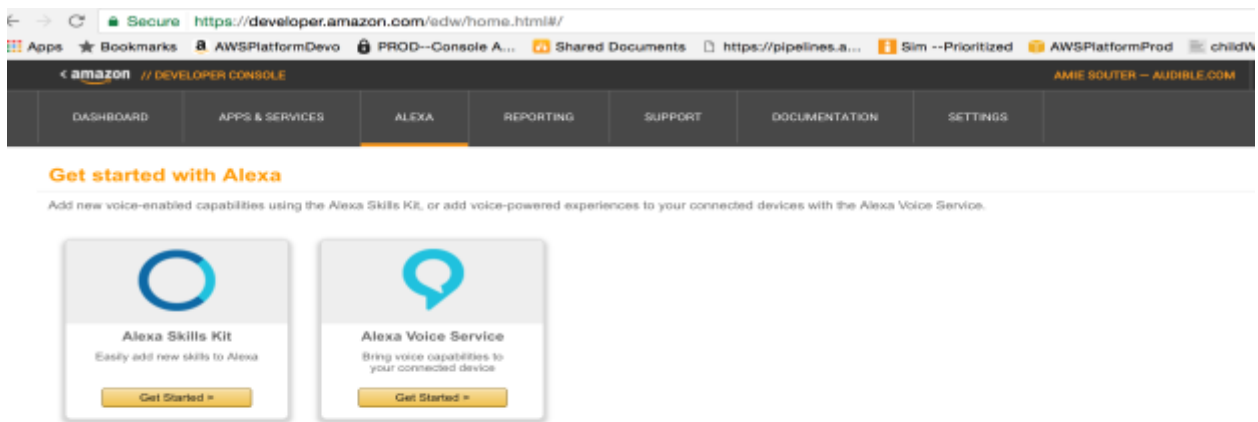 Secure https://developer.amazon.com/edw/home.html#/
Apps Bookmarks AWSPlatformDevo PROD--Console A... Shared Documents https://pipelines.a... Sim --Prioritized AWSPlatformProd childW
< amazon // DEVELOPER CONSOLE AMIE SOUTER – AUDIBLE.COM
DASHBOARD APPS & SERVICES ALEXA REPORTING SUPPORT DOCUMENTATION SETTINGS
Get started with Alexa
Add new voice-enabled capabilities using the Alexa Skills Kit, or add voice-powered experiences to your connected devices with the Alexa Voice Service.
Alexa Skills Kit
Easily add new skills to Alexa
Get Started »
Alexa Voice Service
Bring voice capabilities to
your connected device
Get Started »